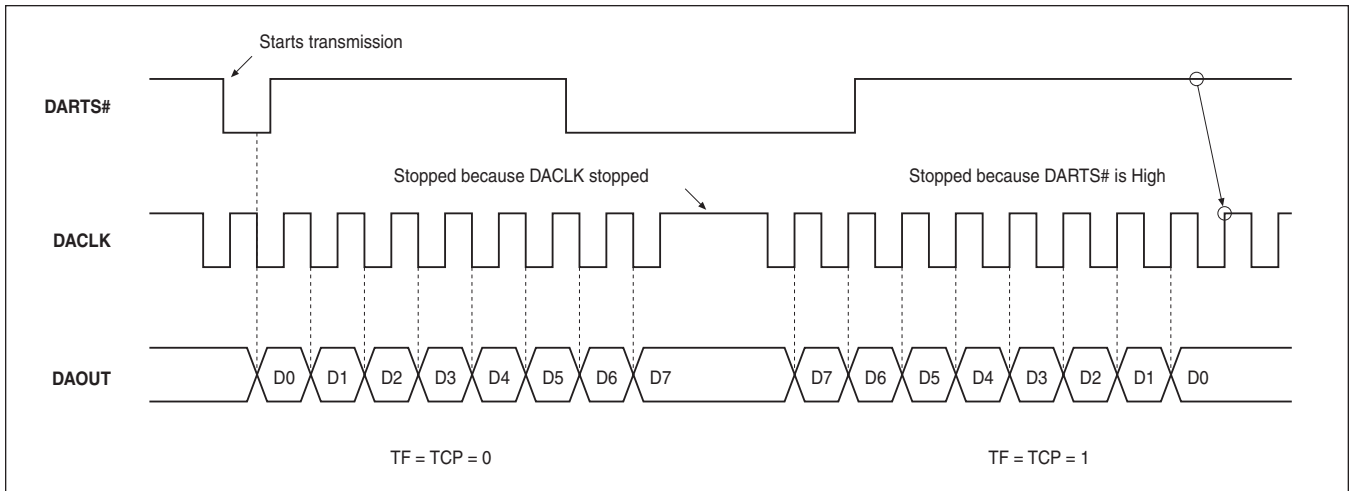 Starts transmission
DARTS#
Stopped because DACLK stopped
Stopped because DARTS# is High
DACLK
DAOUT
D0 D1 D2 D3 D4 D5 D6 D7 D7 D6 D5 D4 D3 D2 D1 D0
TF = TCP = 0
TF = TCP = 1